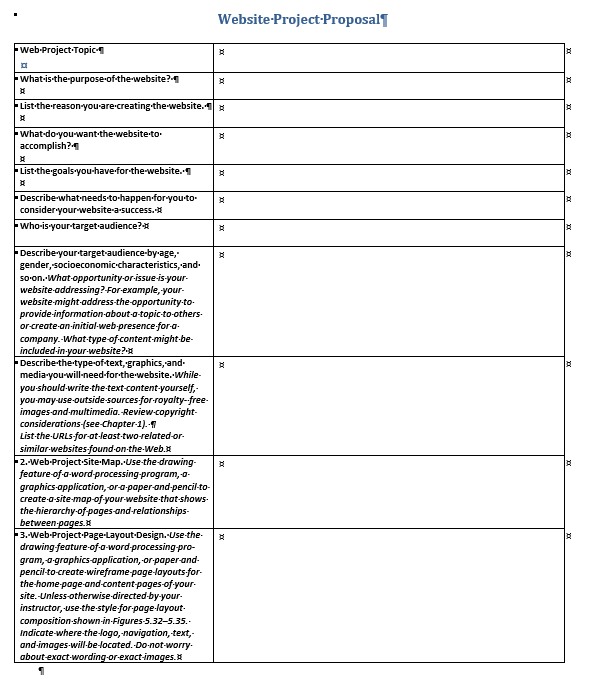 Website Project Proposal¶
Web Project Topic ¶
¤ ¤ ¤
What is the purpose of the website? ¶
¤ ¤ ¤
List the reason you are creating the website. ¶
¤ ¤ ¤
What do you want the website to
accomplish? ¶
¤ ¤ ¤
List the goals you have for the website. ¶
¤ ¤ ¤
Describe what needs to happen for you to
consider your website a success. ¤ ¤ ¤
Who is your target audience? ¤ ¤ ¤
Describe your target audience by age,
gender, socioeconomic characteristics, and
so on. What opportunity or issue is your
website addressing? For example, your
website might address the opportunity to
provide information about a topic to others
or create an initial web presence for a
company. What type of content might be
included in your website? ¤ ¤ ¤
Describe the type of text, graphics, and
media you will need for the website. While
you should write the text content yourself,
you may use outside sources for royalty-free
images and multimedia. Review copyright
considerations (see Chapter 1). ¶
List the URLs for at least two related or
similar websites found on the Web.¤ ¤ ¤
2. Web Project Site Map. Use the drawing
feature of a word processing program, a
graphics application, or a paper and pencil to
create a site map of your website that shows
the hierarchy of pages and relationships
between pages.¤ ¤ ¤
3. Web Project Page Layout Design. Use the
drawing feature of a word processing pro-
gram, a graphics application, or paper and
pencil to create wireframe page layouts for
the home page and content pages of your
site. Unless otherwise directed by your
instructor, use the style for page layout
composition shown in Figures 5.32–5.35.
Indicate where the logo, navigation, text,
and images will be located. Do not worry
about exact wording or exact images.¤ ¤ ¤
¶